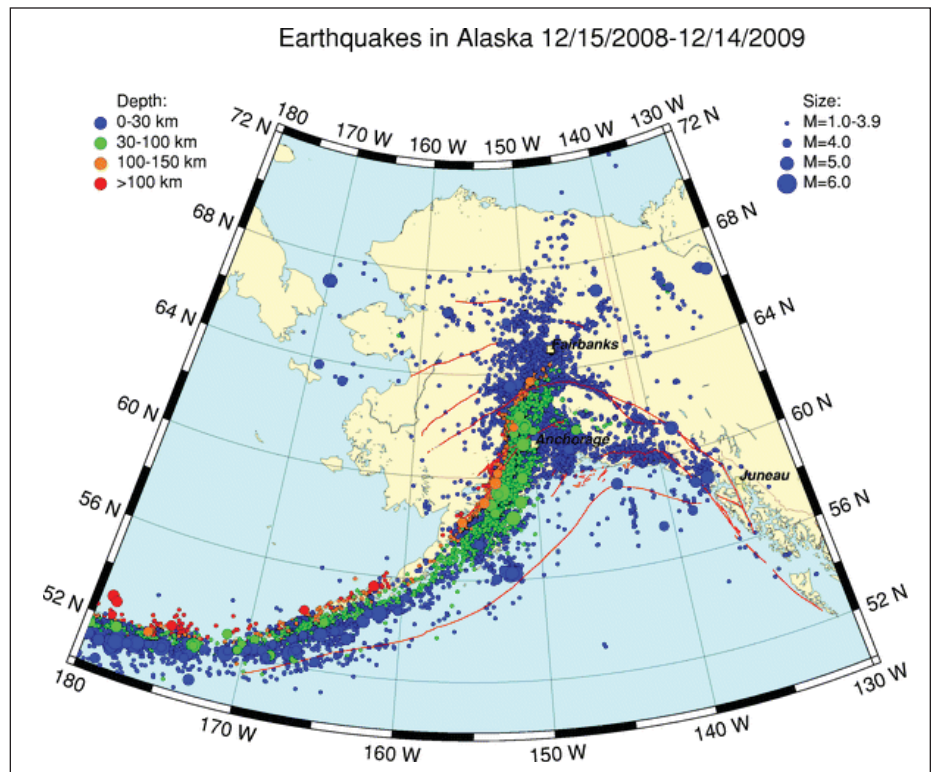 Earthquakes in Alaska 12/15/2008-12/14/2009
Depth:
0-30 km
30-100 km
100-150 km
>100 km
Size:
M=1.0-3.9
M=4.0
M=5.0
M=6.0
72 N
180
170 W
160 W
150 W
140 W
130 W
72 N
68 N
68 N
64 N
64 N
Fairbanks
60 N
60 N
Anchorage
Juneau
56 N
56 N
52 N
52 N
180
170 W
160 W
150 W
140 W
130 W